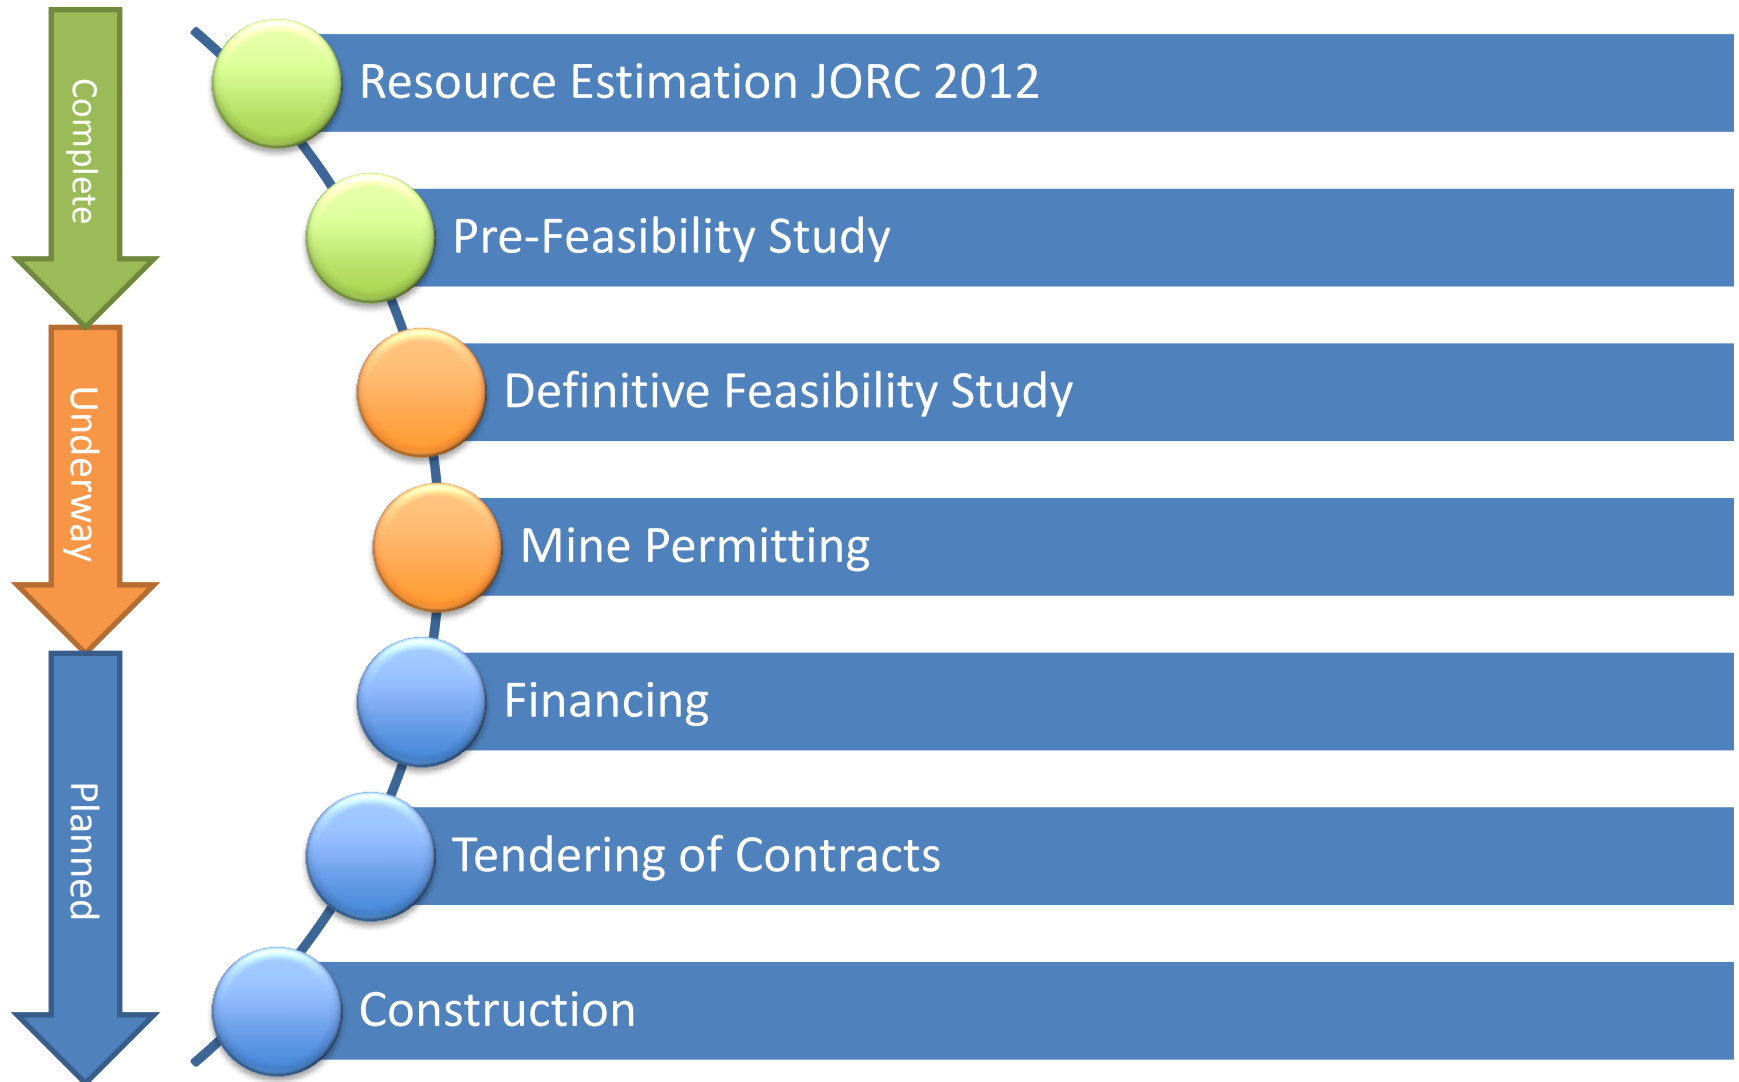 Complete
Underway
Planned
Resource Estimation JORC 2012
Pre-Feasibility Study
Definitive Feasibility Study
Mine Permitting
Financing
Tendering of Contracts
Construction